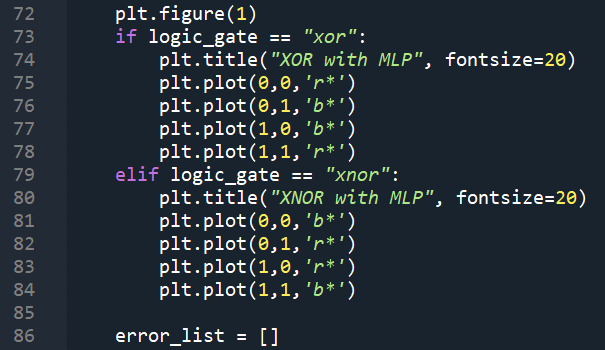 72 plt.figure(1)
73 if logic_gate == "xor":
74 plt.title("XOR with MLP", fontsize=20)
75 plt.plot(0,0,'r*')
76 plt.plot(0,1,'b*')
77 plt.plot(1,0,'b*')
78 plt.plot(1,1,'r*')
79 elif logic_gate == "xnor":
80 plt.title("XNOR with MLP", fontsize=20)
81 plt.plot(0,0,'b*')
82 plt.plot(0,1,'r*')
83 plt.plot(1,0,'r*')
84 plt.plot(1,1,'b*')
85
86 error_list = []